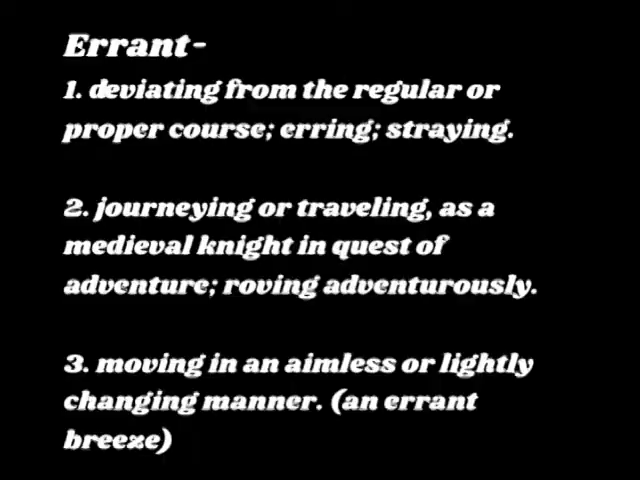 Errant-
1. deviating from the regular or
proper course; erring; straying.
2. journeying or traveling, as a
medieval knight in quest of
adventure; roving adventurously.
3. moving in an aimless or lightly
changing manner. (an errant
breeze)